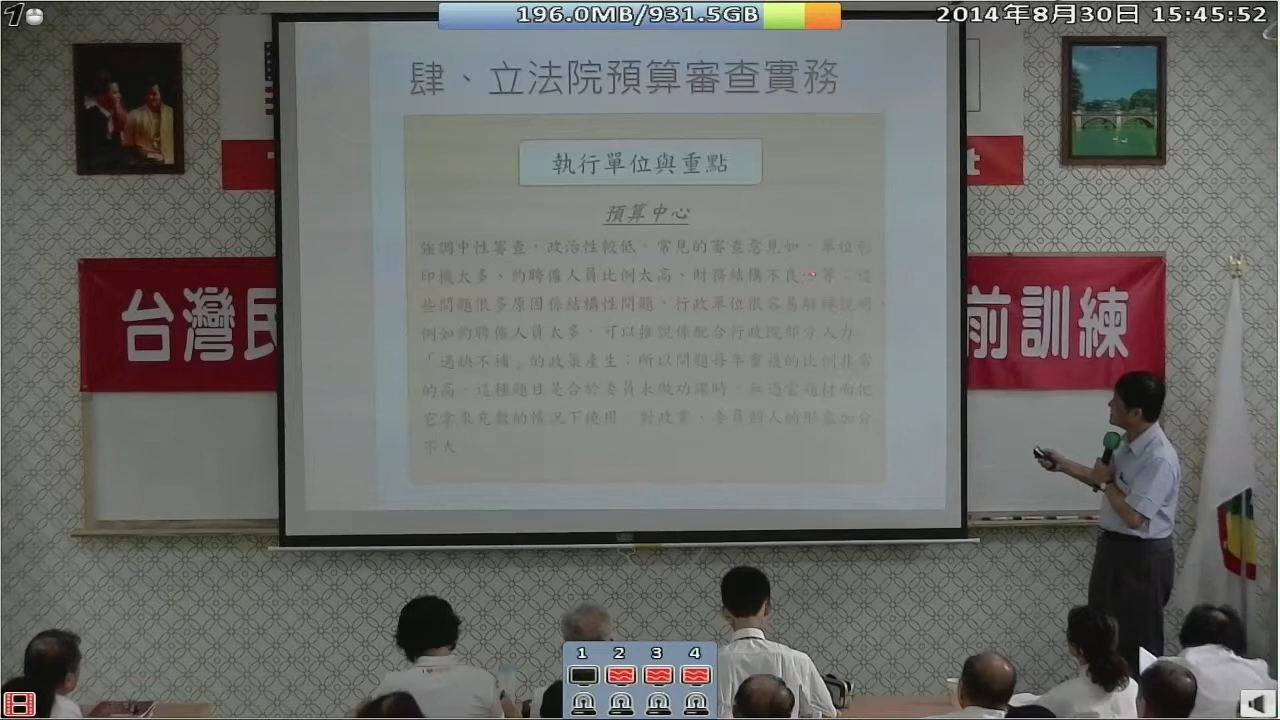 196.0MB/931.5GB
2014年8月30日 15:45:52
肆、立法院預算審查實務
執行單位與重點
預算中心
強調中性審查，政治性較低。常見的審查意見如，單位影
印機太多、約聘僱人員比例太高、財務結構不良…等；這
些問題很多原因係結構性問題，行政單位很容易解釋說明，
例如約聘僱人員太多，可以推說係配合行政院部分人力
「遇缺不補」的政策產生；所以問題每年重複的比例非常
的高。這種題目是合於委員未做功課時，無適當題材而把
它拿來充數的情況下使用，對政黨、委員個人的形象加分
不大
台灣民
前訓練
t
1 2 3 4